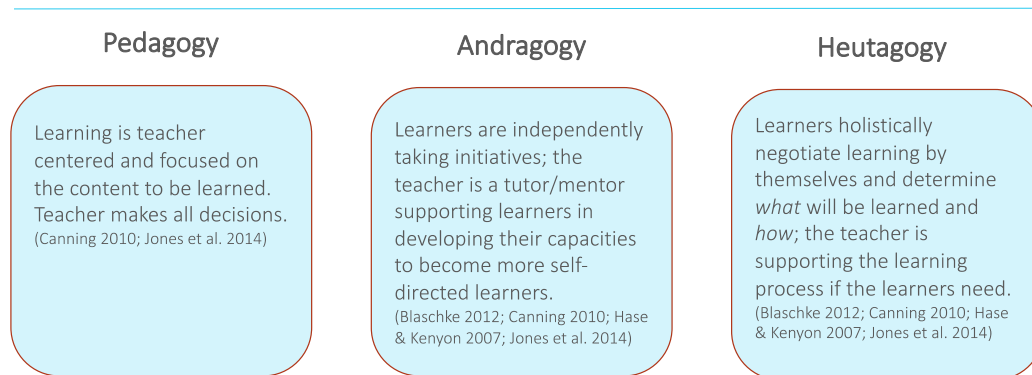 Pedagogy
Learning is teacher
centered and focused on
the content to be learned.
Teacher makes all decisions.
(Canning 2010; Jones et al. 2014)
Andragogy
Learners are independently
taking initiatives; the
teacher is a tutor/mentor
supporting learners in
developing their capacities
to become more self-
directed learners.
(Blaschke 2012; Canning 2010; Hase
& Kenyon 2007; Jones et al. 2014)
Heutagogy
Learners holistically
negotiate learning by
themselves and determine
what will be learned and
how; the teacher is
supporting the learning
process if the learners need.
(Blaschke 2012; Canning 2010; Hase
& Kenyon 2007; Jones et al. 2014)